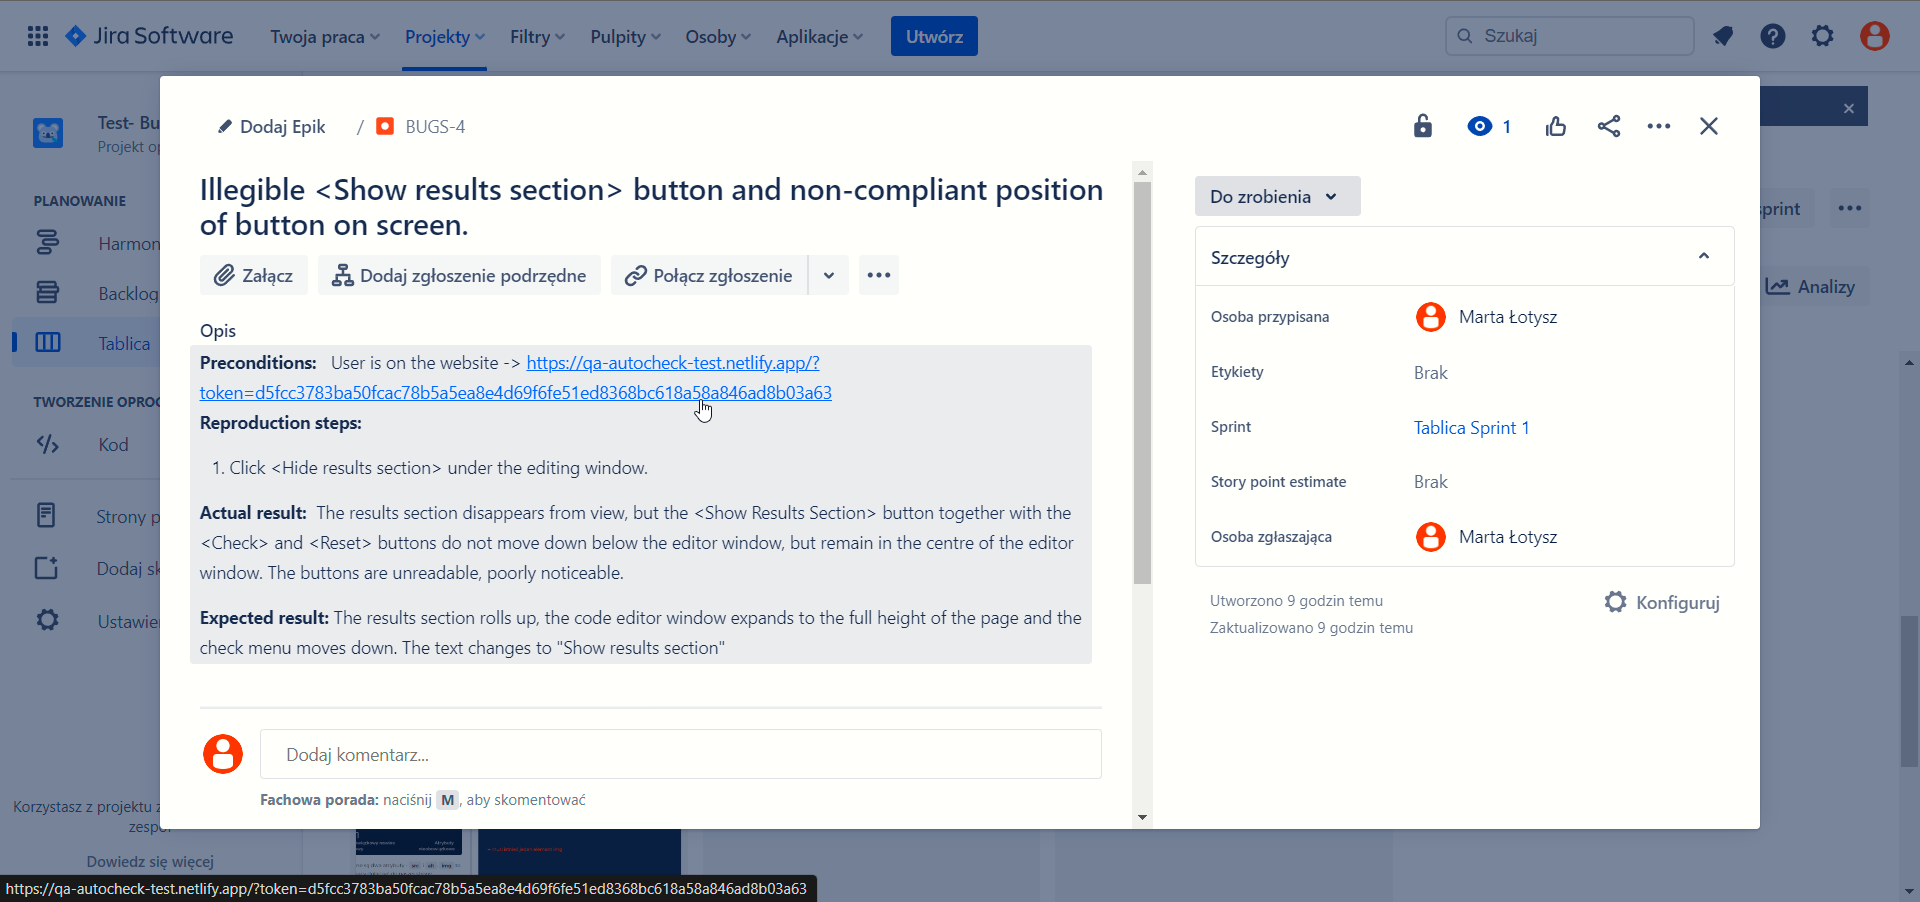 Jira Software
Twoja praca
Projekty
Filtry
Pulpity
Osoby
Aplikacje
Utwórz
Szukaj
Test- Bu
Projekt op
PLANOWANIE
Harmon
Backlog
Tablica
TWORZENIE OPROG
Kod
Strony p
Dodaj sk
Ustawie
Korzystasz z projektu z
zespo
Dowiedz się więcej
Dodaj Epik / BUGS-4
1
Illegible <Show results section> button and non-compliant position
of button on screen.
Załącz
Dodaj zgłoszenie podrzędne
Połącz zgłoszenie
Opis
Preconditions: User is on the website -> https://qa-autocheck-test.netlify.app/?
token=d5fcc3783ba50fcac78b5a5ea8e4d69f6fe51ed8368bc618a58a846ad8b03a63
Reproduction steps:
1. Click <Hide results section> under the editing window.
Actual result: The results section disappears from view, but the <Show Results Section> button together with the
<Check> and <Reset> buttons do not move down below the editor window, but remain in the centre of the editor
window. The buttons are unreadable, poorly noticeable.
Expected result: The results section rolls up, the code editor window expands to the full height of the page and the
check menu moves down. The text changes to "Show results section"
Dodaj komentarz...
Fachowa porada: naciśnij M, aby skomentować
Do zrobienia
Szczegóły
Osoba przypisana
Marta Łotysz
Etykiety
Brak
Sprint
Tablica Sprint 1
Story point estimate
Brak
Osoba zgłaszająca
Marta Łotysz
Utworzono 9 godzin temu
Zaktualizowano 9 godzin temu
Konfiguruj
sprint
Analizy
https://qa-autocheck-test.netlify.app/?token=d5fcc3783ba50fcac78b5a5ea8e4d69f6fe51ed8368bc618a58a846ad8b03a63